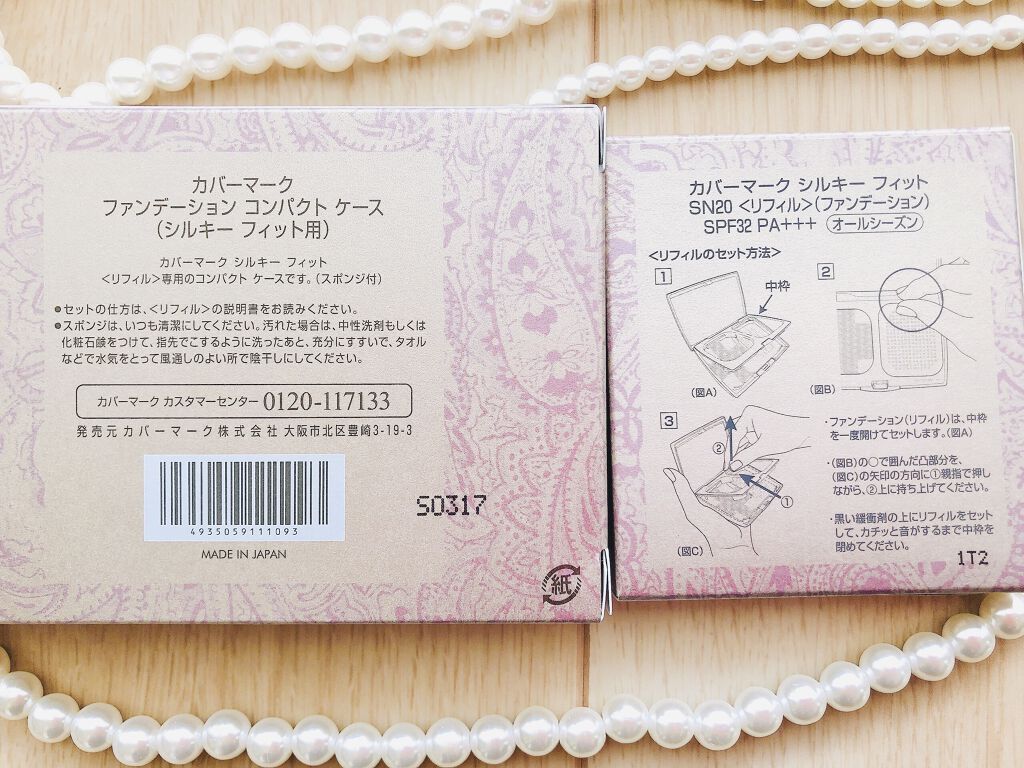 カバーマーク
ファンデーション コンパクト ケース
(シルキー フィット用)
カバーマーク シルキー フィット
<リフィル>専用のコンパクト ケースです。(スポンジ付)
●セットの仕方は、<リフィル>の説明書をお読みください。
●スポンジは、いつも清潔にしてください。汚れた場合は、中性洗剤もしくは
化粧石鹸をつけて、指先でこするように洗ったあと、充分にすすいで、タオル
などで水気をとって風通しのよい所で陰干しにしてください。
カバーマーク カスタマーセンター 0120-117133
発売元 カバーマーク株式会社 大阪市北区豊崎3-19-3
4935059111093
MADE IN JAPAN
S0317
紙
カバーマーク シルキー フィット
SN20 <リフィル>(ファンデーション)
SPF32 PA+++ オールシーズン
<リフィルのセット方法>
1
中枠
(図A)
2
(図B)
3
②
①
(図C)
・ファンデーション(リフィル)は、中枠
を一度開けてセットします。(図A)
・(図B)の○で囲んだ凸部分を、
(図C)の矢印の方向に①親指で押し
ながら、②上に持ち上げてください。
・黒い緩衝剤の上にリフィルをセット
して、カチッと音がするまで中枠を
閉めてください。
1T2